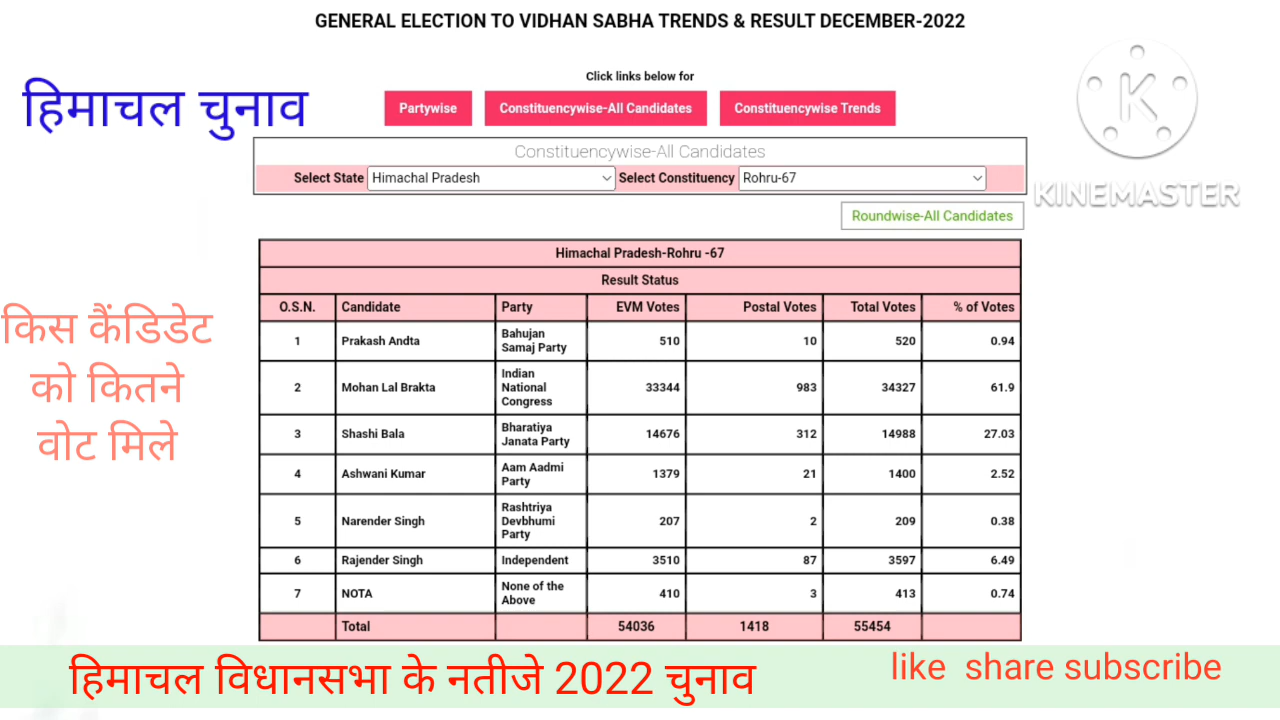 GENERAL ELECTION TO VIDHAN SABHA TRENDS & RESULT DECEMBER-2022
Click links below for
हिमाचल चुनाव
Partywise Constituencywise-All Candidates Constituencywise Trends
Constituencywise-All Candidates
Select State Himachal Pradesh Select Constituency Rohru-67
KINEMASTER
Roundwise-All Candidates
Himachal Pradesh-Rohru -67
Result Status
O.S.N. Candidate Party EVM Votes Postal Votes Total Votes % of Votes
1 Prakash Andta Bahujan Samaj Party 510 10 520 0.94
2 Mohan Lal Brakta Indian National Congress 33344 983 34327 61.9
3 Shashi Bala Bharatiya Janata Party 14676 312 14988 27.03
4 Ashwani Kumar Aam Aadmi Party 1379 21 1400 2.52
5 Narender Singh Rashtriya Devbhumi Party 207 2 209 0.38
6 Rajender Singh Independent 3510 87 3597 6.49
7 NOTA None of the Above 410 3 413 0.74
Total 54036 1418 55454
किस कैंडिडेट
को कितने
वोट मिले
हिमाचल विधानसभा के नतीजे 2022 चुनाव
like share subscribe